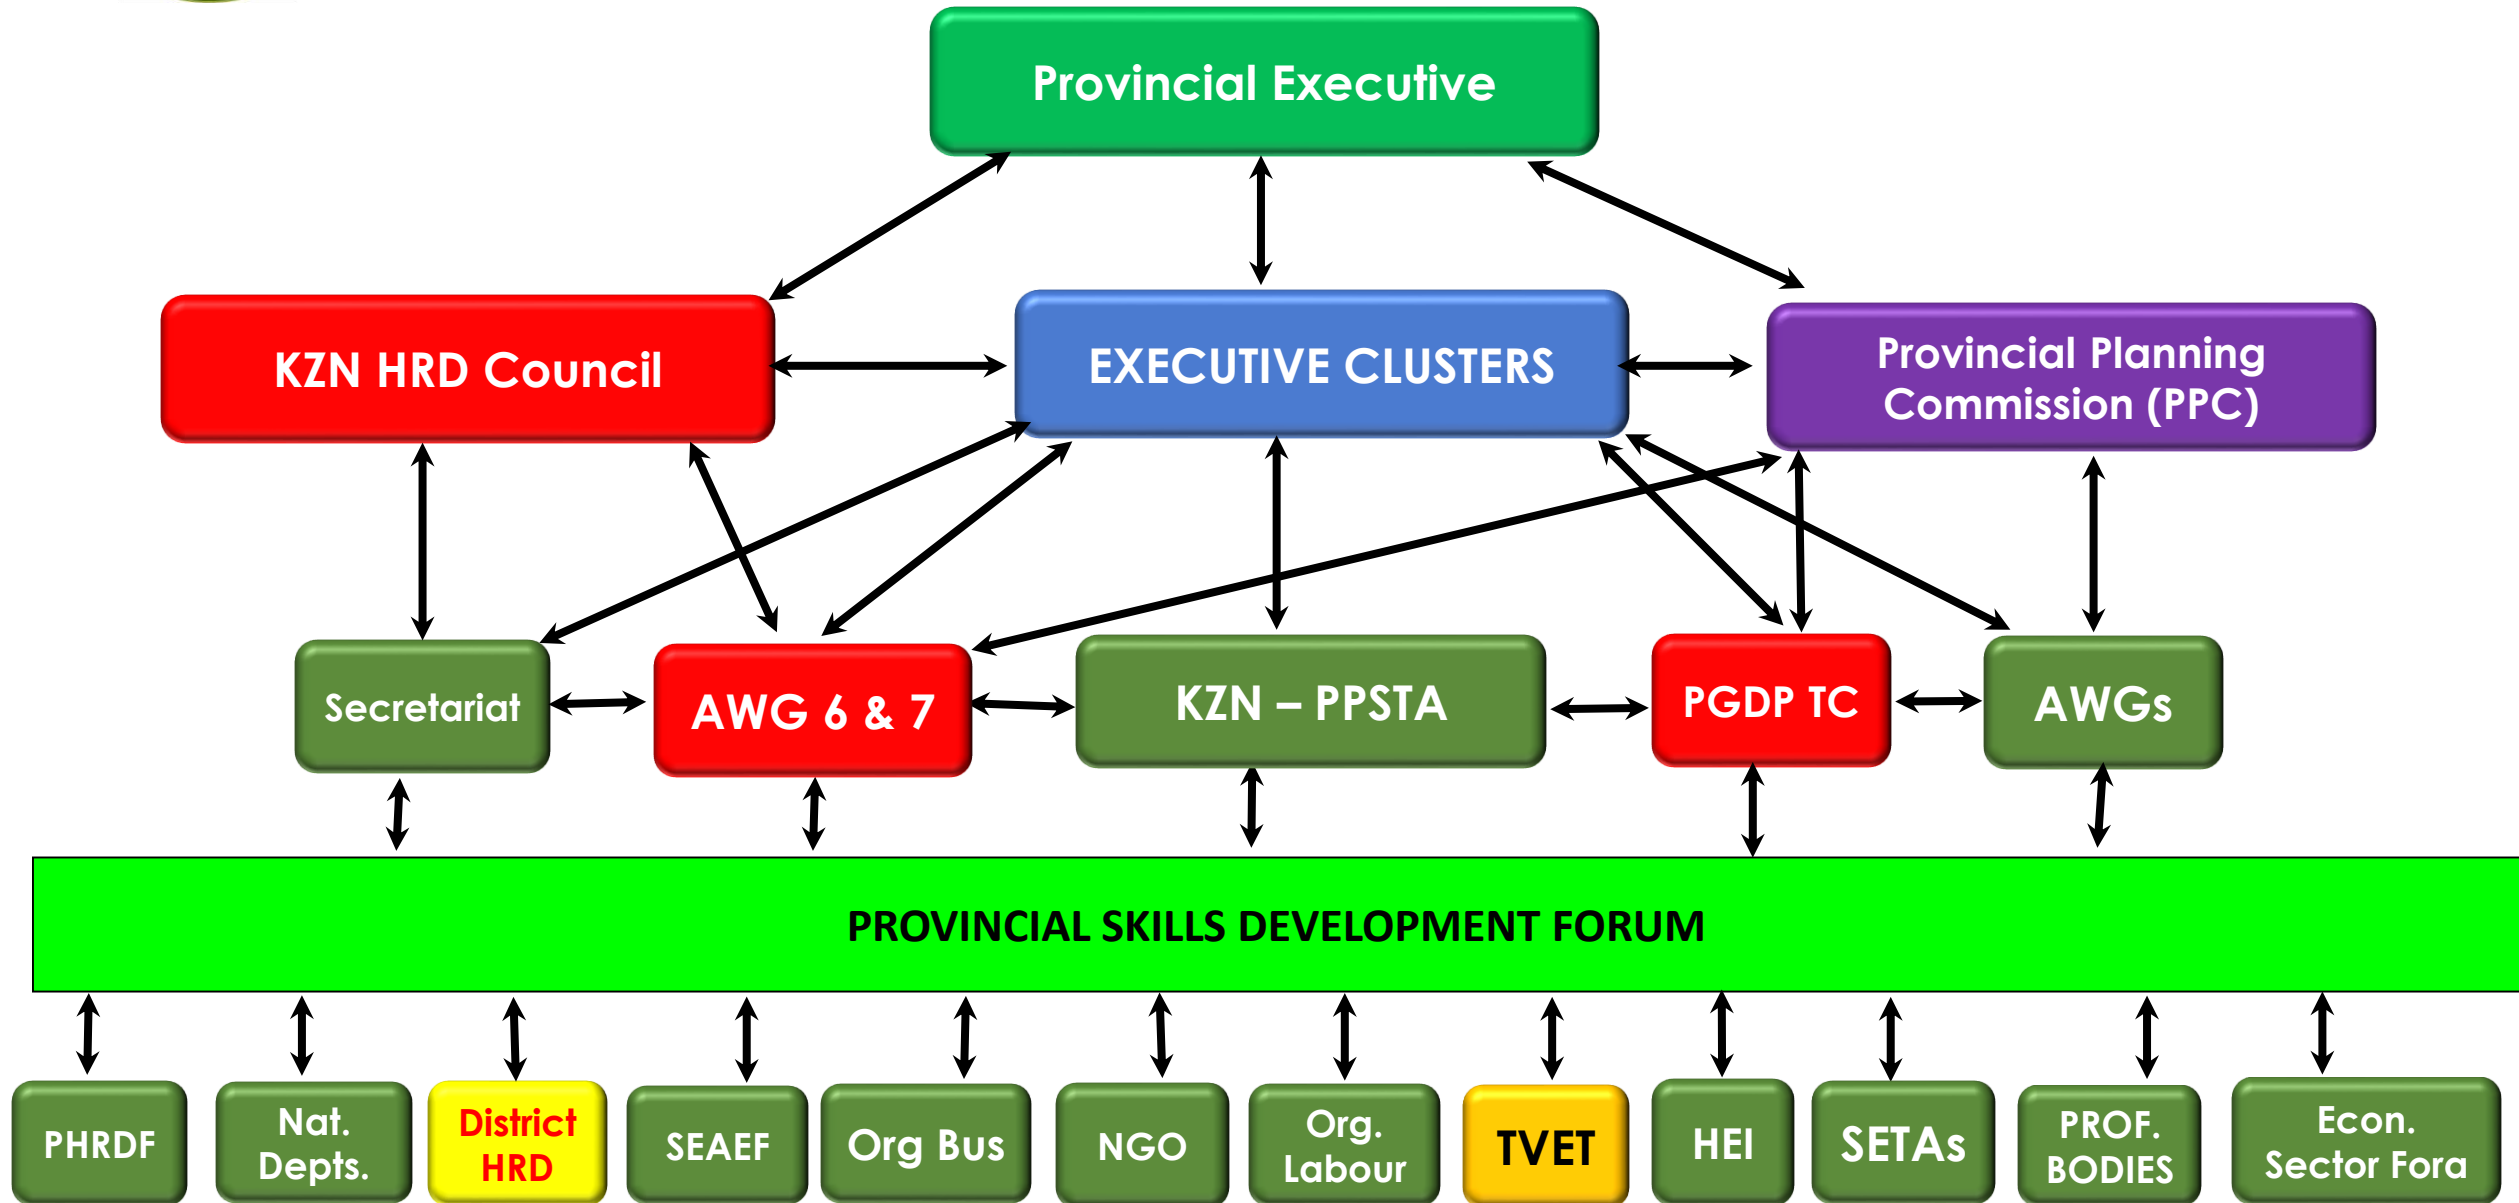 Provincial Executive
KZN HRD Council
EXECUTIVE CLUSTERS
Provincial Planning
Commission (PPC)
Secretariat
AWG 6 & 7
KZN – PPSTA
PGDP TC
AWGs
PROVINCIAL SKILLS DEVELOPMENT FORUM
PHRDF
Nat.
Depts.
District
HRD
SEAEF
Org Bus
NGO
Org.
Labour
TVET
HEI
SETAs
PROF.
BODIES
Econ.
Sector Fora